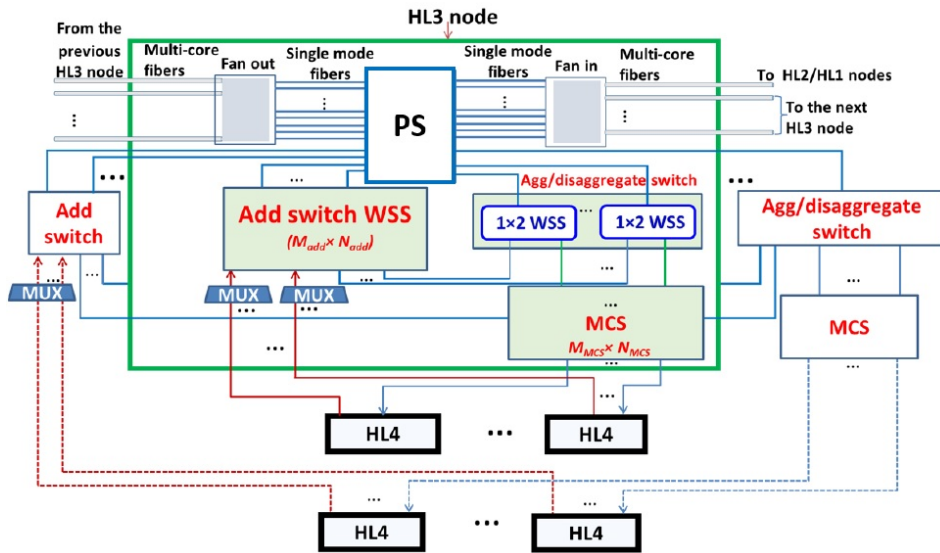 HL3 node
From the
previous
HL3 node
Multi-core
fibers
Fan out
Single mode
fibers
PS
Single mode
fibers
Fan in
Multi-core
fibers
To HL2/HL1 nodes
To the next
HL3 node
Add
switch
Add switch WSS
(Madd× Nadd)
Agg/disaggregate switch
1×2 WSS
1×2 WSS
Agg/disaggregate
switch
MUX
MUX
MUX
MCS
MMCS× NMCS
MCS
HL4
HL4
HL4
HL4